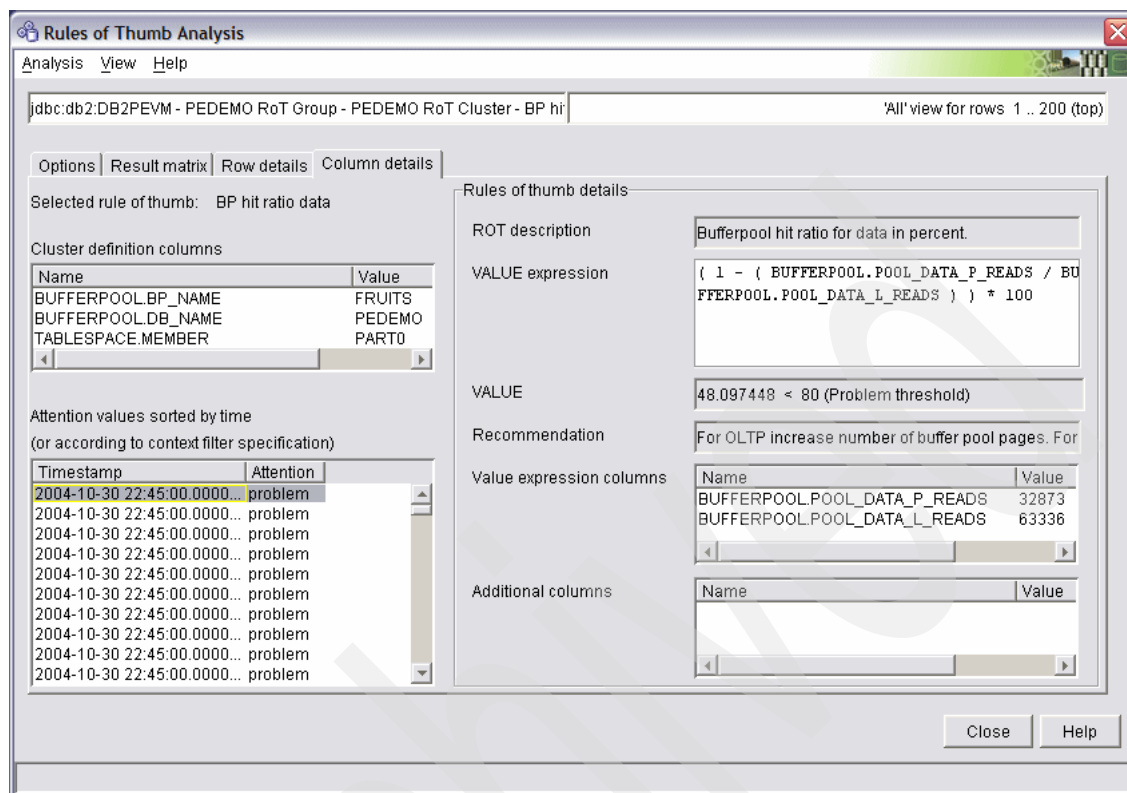 Rules of Thumb Analysis
Analysis View Help
jdbc:db2:DB2PEVM - PEDEMO RoT Group - PEDEMO RoT Cluster - BP hi
'All' view for rows 1 .. 200 (top)
Options Result matrix Row details Column details
Selected rule of thumb: BP hit ratio data
Cluster definition columns
Name Value
BUFFERPOOL.BP_NAME FRUITS
BUFFERPOOL.DB_NAME PEDEMO
TABLESPACE.MEMBER PART0
Attention values sorted by time
(or according to context filter specification)
Timestamp Attention
2004-10-30 22:45:00.0000... problem
2004-10-30 22:45:00.0000... problem
2004-10-30 22:45:00.0000... problem
2004-10-30 22:45:00.0000... problem
2004-10-30 22:45:00.0000... problem
2004-10-30 22:45:00.0000... problem
2004-10-30 22:45:00.0000... problem
2004-10-30 22:45:00.0000... problem
2004-10-30 22:45:00.0000... problem
2004-10-30 22:45:00.0000... problem
Rules of thumb details
ROT description Bufferpool hit ratio for data in percent.
VALUE expression ( 1 - ( BUFFERPOOL.POOL_DATA_P_READS / BU
FFERPOOL.POOL_DATA_L_READS ) ) * 100
VALUE 48.097448 < 80 (Problem threshold)
Recommendation For OLTP increase number of buffer pool pages. For
Value expression columns Name Value
BUFFERPOOL.POOL_DATA_P_READS 32873
BUFFERPOOL.POOL_DATA_L_READS 63336
Additional columns Name Value
Close Help